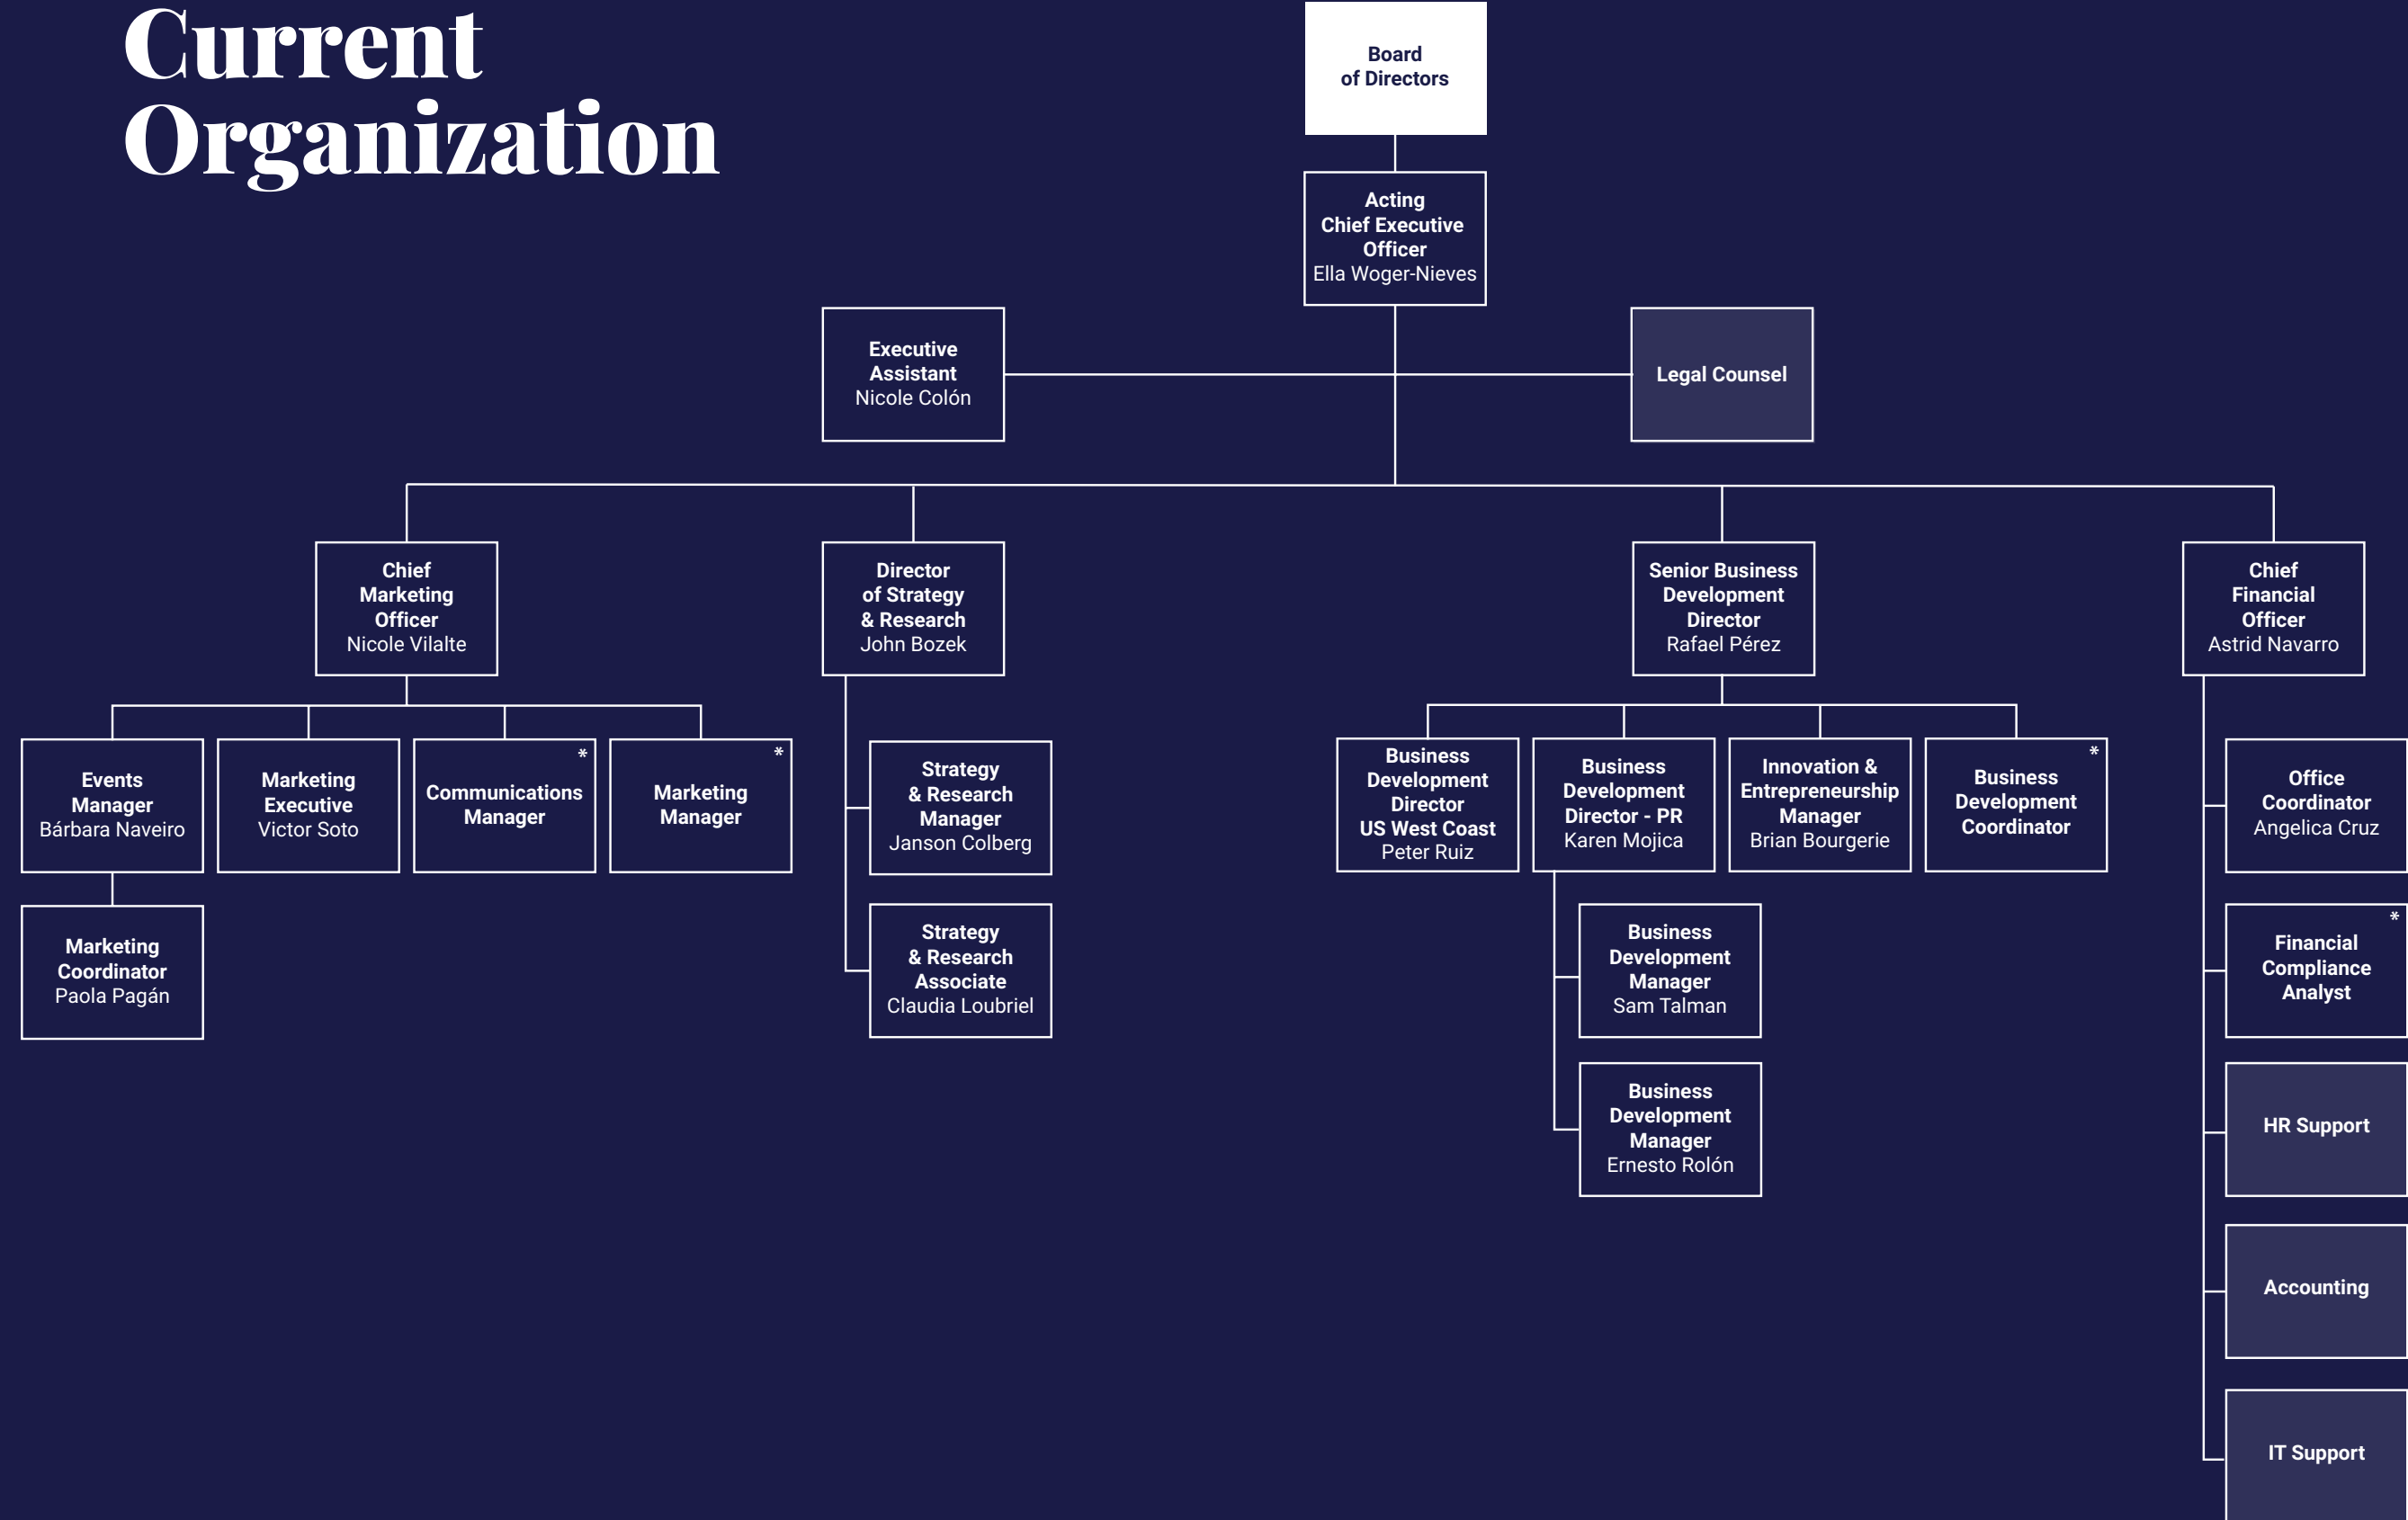 Current
Organization
Board
of Directors
Acting
Chief Executive
Officer
Ella Woger-Nieves
Executive
Assistant
Nicole Colón
Legal Counsel
Chief
Marketing
Officer
Nicole Vilalte
Director
of Strategy
& Research
John Bozek
Senior Business
Development
Director
Rafael Pérez
Chief
Financial
Officer
Astrid Navarro
Events
Manager
Bárbara Naveiro
Marketing
Executive
Victor Soto
*
Communications
Manager
*
Marketing
Manager
Marketing
Coordinator
Paola Pagán
Strategy
& Research
Manager
Janson Colberg
Strategy
& Research
Associate
Claudia Loubriel
Business
Development
Director
US West Coast
Peter Ruiz
Business
Development
Director - PR
Karen Mojica
Innovation &
Entrepreneurship
Manager
Brian Bourgerie
*
Business
Development
Coordinator
Business
Development
Manager
Sam Talman
Business
Development
Manager
Ernesto Rolón
Office
Coordinator
Angelica Cruz
*
Financial
Compliance
Analyst
HR Support
Accounting
IT Support